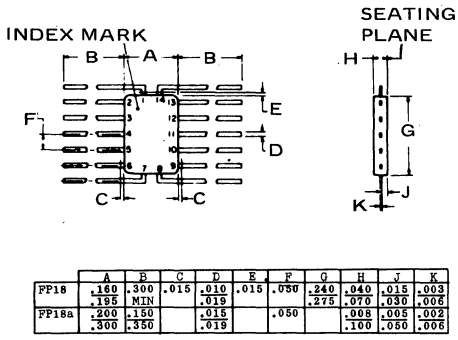 SEATING
PLANE
INDEX MARK
B A B H
2 1 14 13
E
3 12
F G
4 11
D
5 10
6 7 8 9
J
C C K
A B C D E F G H J K
FP18 .160 .300 .015 .010 .015 .050 .240 .040 .015 .003
.195 MIN .019 .275 .070 .030 .006
FP18a .200 .150 .015 .050 .008 .005 .002
.300 .350 .019 .100 .050 .006